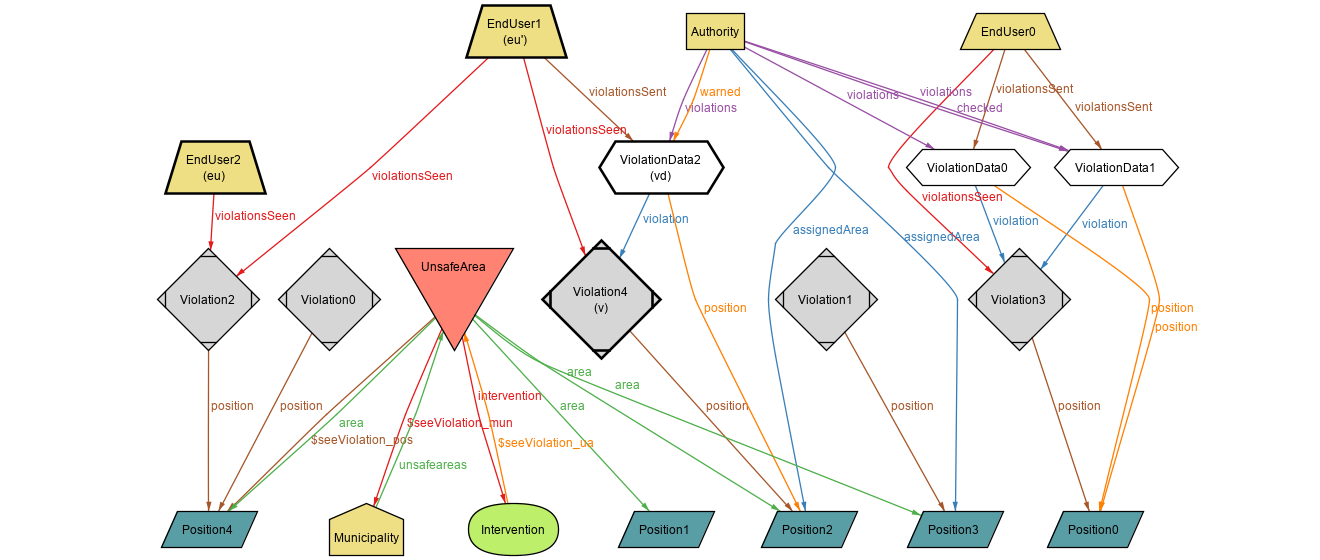 EndUser1
(eu')
Authority
EndUser0
violationsSent
warned
violations
violations
violations
violationsSent
checked
violationsSent
violationsSeen
EndUser2
(eu)
ViolationData2
(vd)
ViolationData0
ViolationData1
violationsSeen
violationsSeen
violationsSeen
violation
violation
violation
assignedArea
assignedArea
UnsafeArea
Violation2
Violation0
Violation4
(v)
Violation1
Violation3
position
position
position
area
area
intervention
position
position
area
$seeViolation_pos
$seeViolation_mun
area
position
position
position
$seeViolation_ua
unsafeareas
Position4
Municipality
Intervention
Position1
Position2
Position3
Position0